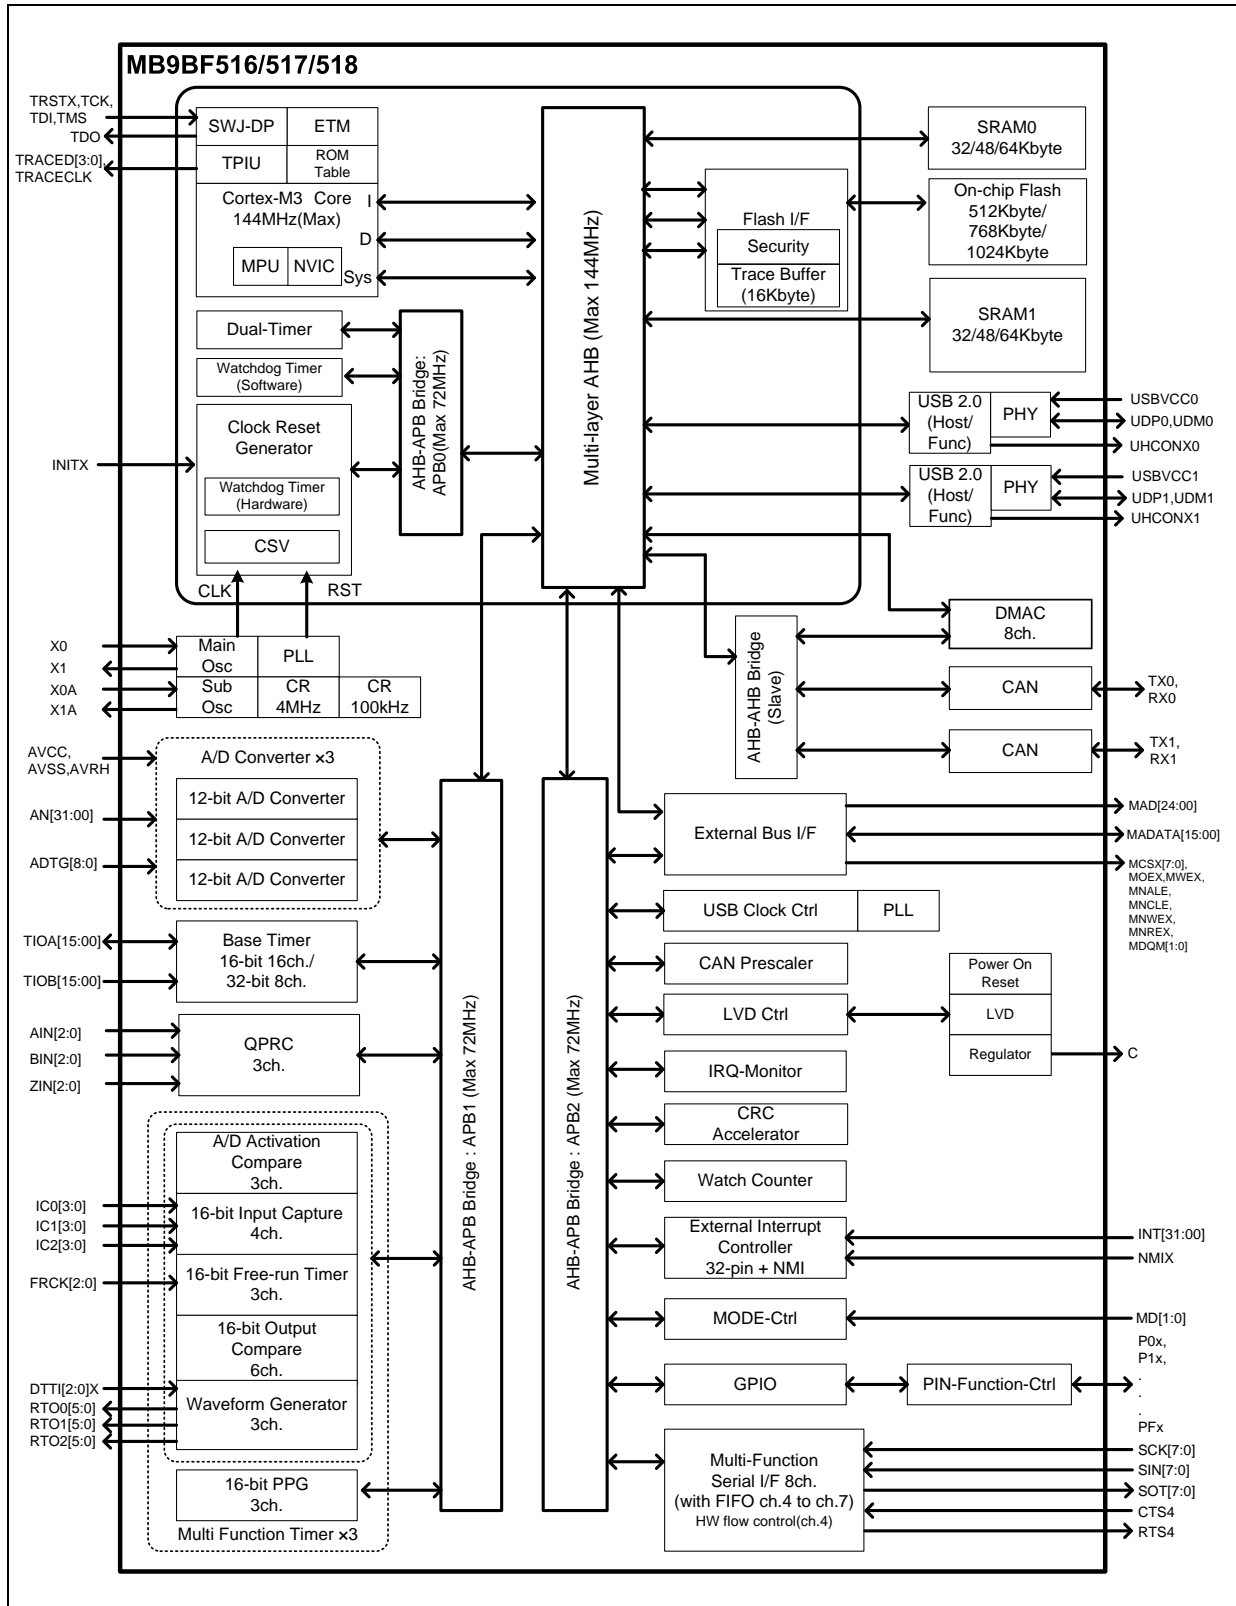 MB9BF516/517/518
TRSTX,TCK,
TDI,TMS
TDO
TRACED[3:0],
TRACECLK
SWJ-DP
ETM
TPIU
ROM
Table
Cortex-M3 Core
144MHz(Max)
I
D
Sys
MPU
NVIC
Dual-Timer
Watchdog Timer
(Software)
Clock Reset
Generator
Watchdog Timer
(Hardware)
CSV
INITX
CLK
RST
AHB-APB Bridge:
APB0(Max 72MHz)
Multi-layer AHB (Max 144MHz)
Flash I/F
Security
Trace Buffer
(16Kbyte)
SRAM0
32/48/64Kbyte
On-chip Flash
512Kbyte/
768Kbyte/
1024Kbyte
SRAM1
32/48/64Kbyte
USB 2.0
(Host/
Func)
PHY
USBVCC0
UDP0,UDM0
UHCONX0
USB 2.0
(Host/
Func)
PHY
USBVCC1
UDP1,UDM1
UHCONX1
X0
X1
X0A
X1A
Main
Osc
PLL
Sub
Osc
CR
4MHz
CR
100kHz
AHB-AHB Bridge
(Slave)
DMAC
8ch.
CAN
TX0,
RX0
CAN
TX1,
RX1
AVCC,
AVSS,AVRH
AN[31:00]
ADTG[8:0]
A/D Converter ×3
12-bit A/D Converter
12-bit A/D Converter
12-bit A/D Converter
TIOA[15:00]
TIOB[15:00]
Base Timer
16-bit 16ch./
32-bit 8ch.
AIN[2:0]
BIN[2:0]
ZIN[2:0]
QPRC
3ch.
A/D Activation
Compare
3ch.
IC0[3:0]
IC1[3:0]
IC2[3:0]
16-bit Input Capture
4ch.
FRCK[2:0]
16-bit Free-run Timer
3ch.
16-bit Output
Compare
6ch.
DTTI[2:0]X
RTO0[5:0]
RTO1[5:0]
RTO2[5:0]
Waveform Generator
3ch.
16-bit PPG
3ch.
Multi Function Timer ×3
AHB-APB Bridge : APB1 (Max 72MHz)
AHB-APB Bridge : APB2 (Max 72MHz)
External Bus I/F
MAD[24:00]
MADATA[15:00]
MCSX[7:0],
MOEX,MWEX,
MNALE,
MNCLE,
MNWEX,
MNREX,
MDQM[1:0]
USB Clock Ctrl
PLL
CAN Prescaler
LVD Ctrl
Power On
Reset
LVD
Regulator
C
IRQ-Monitor
CRC
Accelerator
Watch Counter
External Interrupt
Controller
32-pin + NMI
INT[31:00]
NMIX
MODE-Ctrl
MD[1:0]
GPIO
PIN-Function-Ctrl
P0x,
P1x,
.
.
.
PFx
Multi-Function
Serial I/F 8ch.
(with FIFO ch.4 to ch.7)
HW flow control(ch.4)
SCK[7:0]
SIN[7:0]
SOT[7:0]
CTS4
RTS4